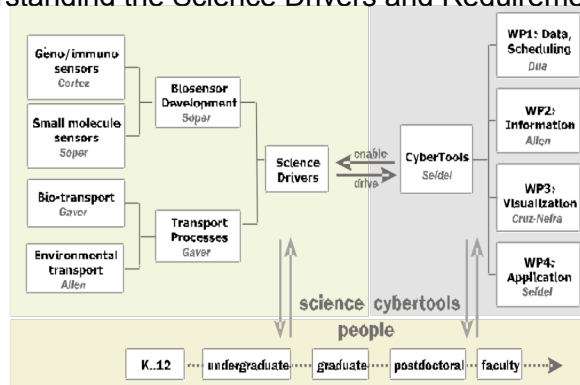 rstanding the Science Drivers and Requireme
Geno/immuno
sensors
Cortez
Small molecule
sensors
Soper
Bio-transport
Gaver
Environmental
transport
Allen
Biosensor
Development
Soper
Transport
Processes
Gaver
Science
Drivers
enable
drive
CyberTools
Seidel
WP1: Data,
Scheduling
Dua
WP2:
Information
Allen
WP3:
Visualization
Cruz-Neira
WP4:
Application
Seidel
science cybertools
people
K..12
undergraduate
graduate
postdoctoral
faculty